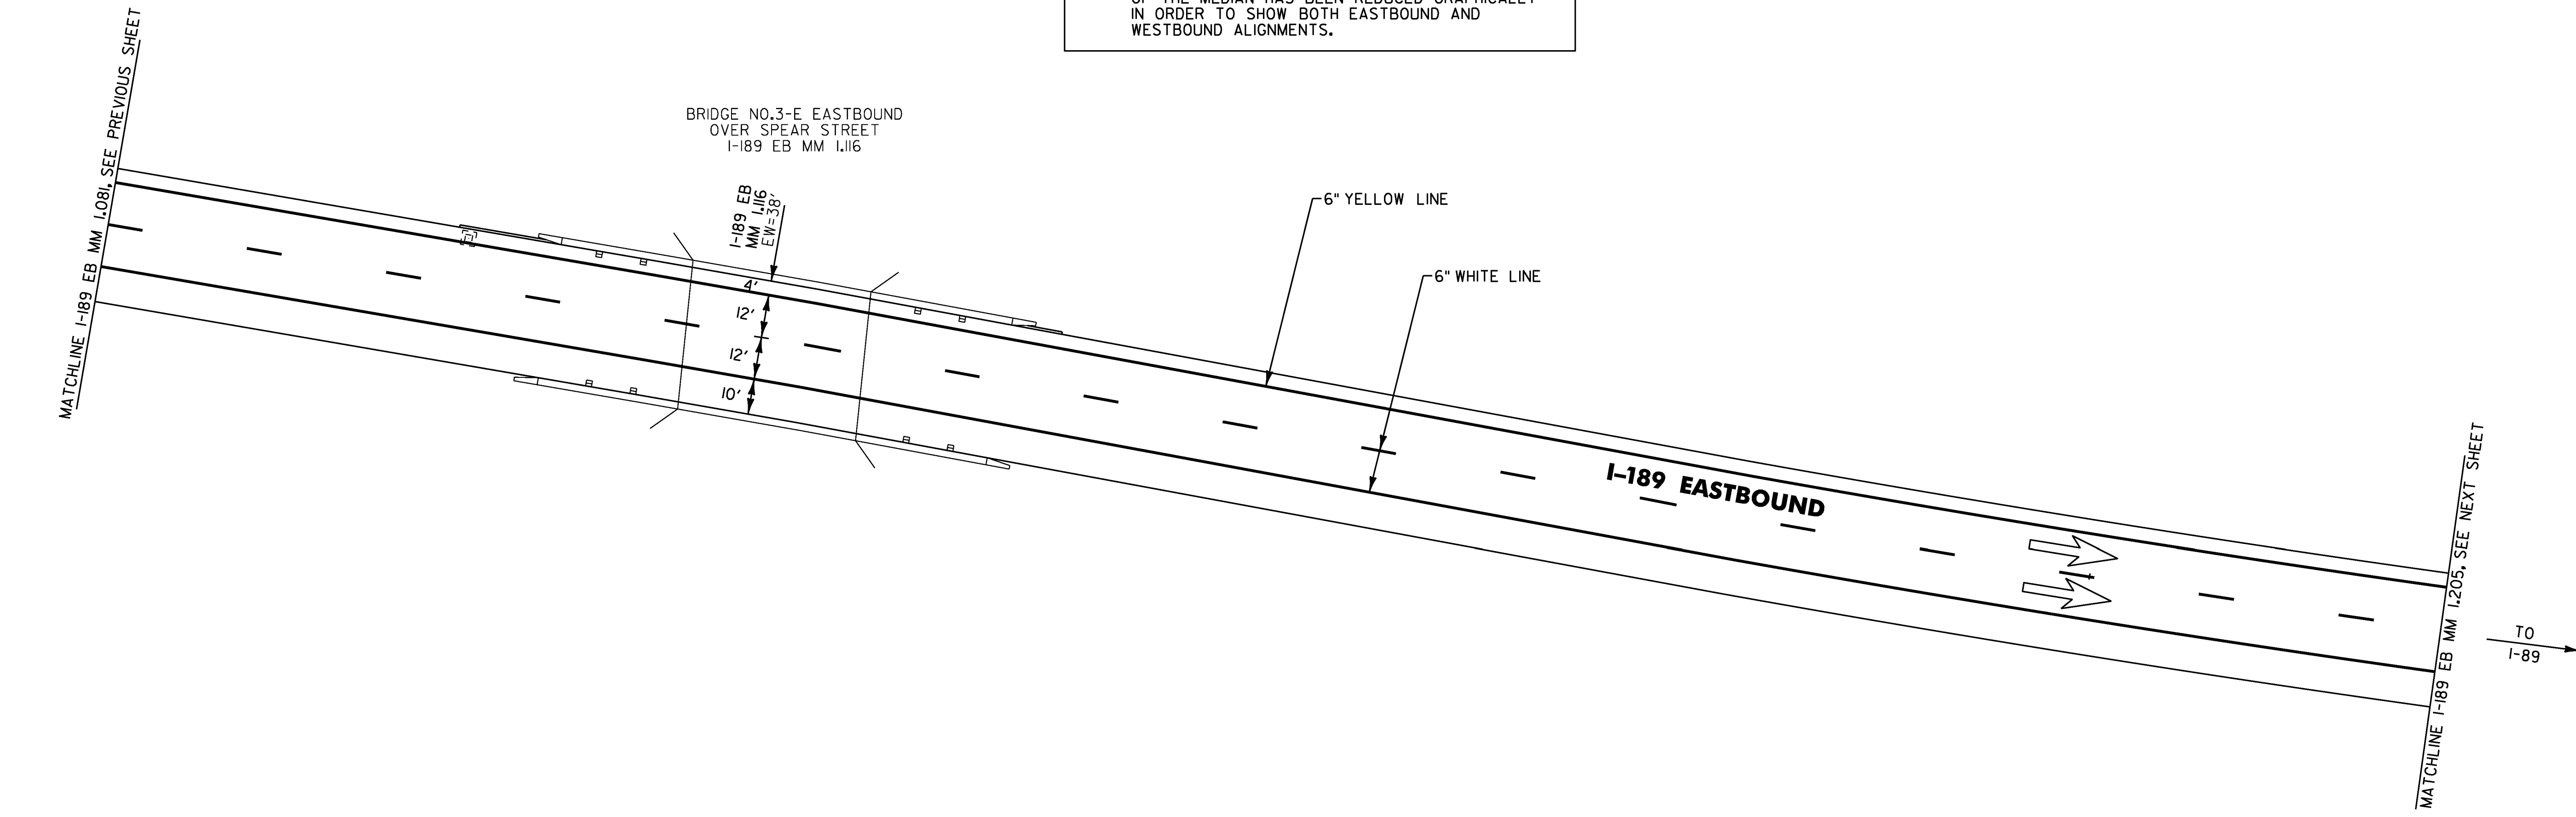 OF THE MEDIAN HAS BEEN REDUCED GRAPHICALLY
IN ORDER TO SHOW BOTH EASTBOUND AND
WESTBOUND ALIGNMENTS.
MATCHLINE I-189 EB MM 1.081, SEE PREVIOUS SHEET
BRIDGE NO.3-E EASTBOUND
OVER SPEAR STREET
I-189 EB MM 1.116
I-189 EB
MM 1.116
EW=38'
4'
12'
12'
10'
6" YELLOW LINE
6" WHITE LINE
I-189 EASTBOUND
MATCHLINE I-189 EB MM 1.205, SEE NEXT SHEET
TO
I-89